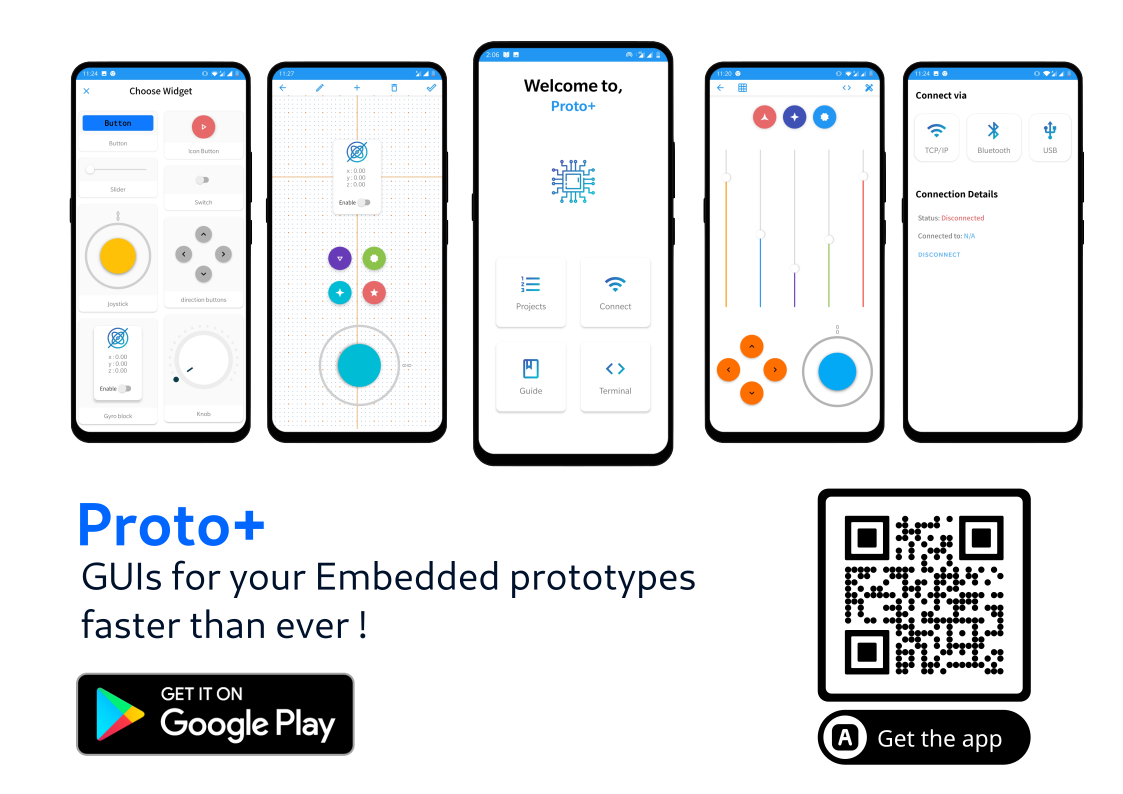 11:24
Choose Widget
Button
Button
Icon Button
Slider
Switch
Joystick
direction buttons
x : 0.00
y : 0.00
z : 0.00
Enable
Gyro block
Knob
11:27
x : 0.00
y : 0.00
z : 0.00
Enable
2:06
Welcome to,
Proto+
1
2
3
Projects
Connect
Guide
Terminal
11:20
11:24
Connect via
TCP/IP
Bluetooth
USB
Connection Details
Status: Disconnected
Connected to: N/A
DISCONNECT
Proto+
GUIs for your Embedded prototypes
faster than ever !
GET IT ON
Google Play
A
Get the app